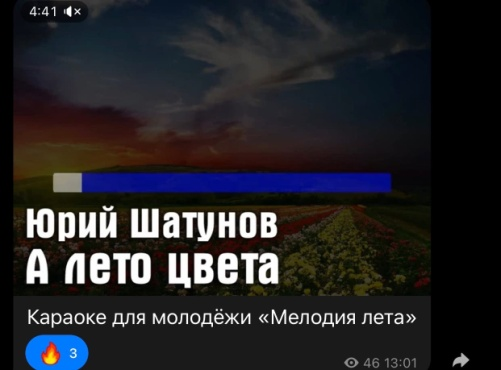 4:41
Юрий Шатунов
А лето цвета
Караоке для молодёжи «Мелодия лета»
3
46 13:01